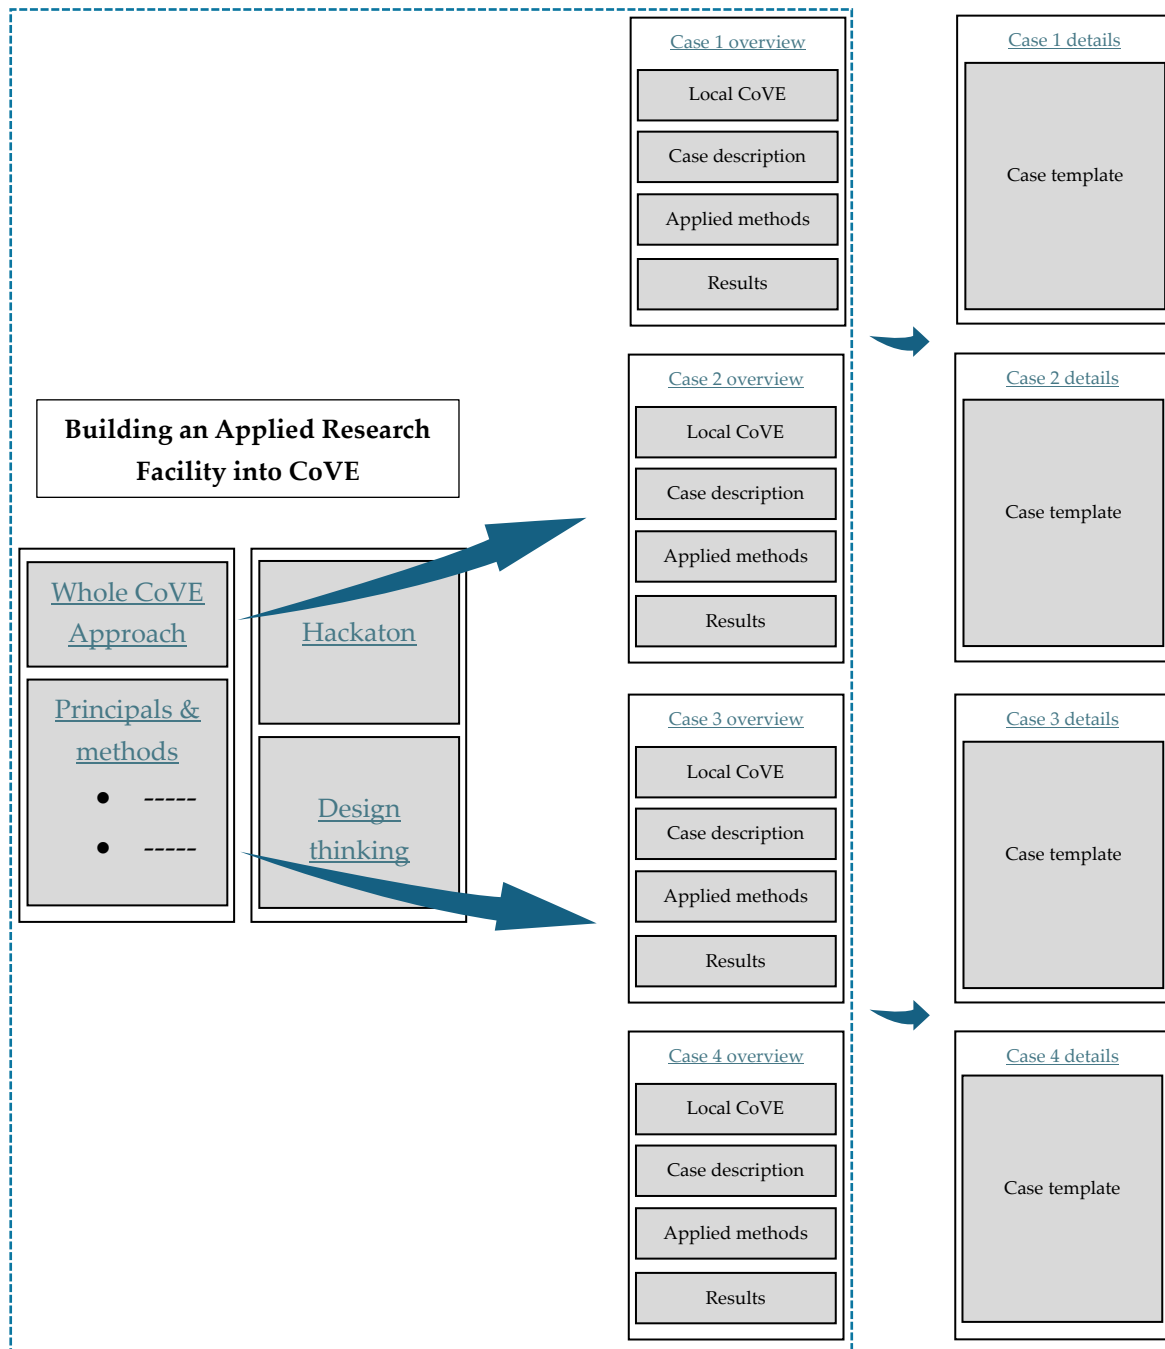 Building an Applied Research
Facility into CoVE
Whole CoVE
Approach
Principals &
methods
• -----
• -----
Hackaton
Design
thinking
Case 1 overview
Local CoVE
Case description
Applied methods
Results
Case 2 overview
Local CoVE
Case description
Applied methods
Results
Case 3 overview
Local CoVE
Case description
Applied methods
Results
Case 4 overview
Local CoVE
Case description
Applied methods
Results
Case 1 details
Case template
Case 2 details
Case template
Case 3 details
Case template
Case 4 details
Case template